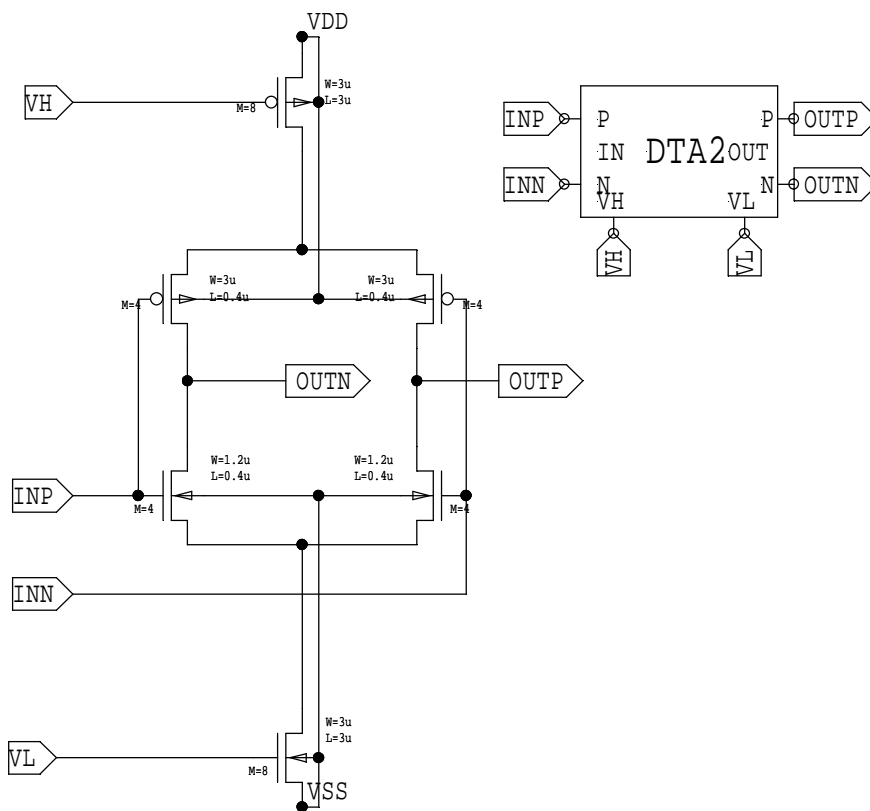 VDD
W=3u
L=3u
VH
M=8
INP
P
P
OUTP
IN
DTA2
OUT
INN
N
N
OUTN
VH
VL
VH
VL
W=3u
L=0.4u
W=3u
L=0.4u
M=4
M=4
OUTN
OUTP
W=1.2u
L=0.4u
W=1.2u
L=0.4u
INP
M=4
M=4
INN
W=3u
L=3u
VL
M=8
VSS